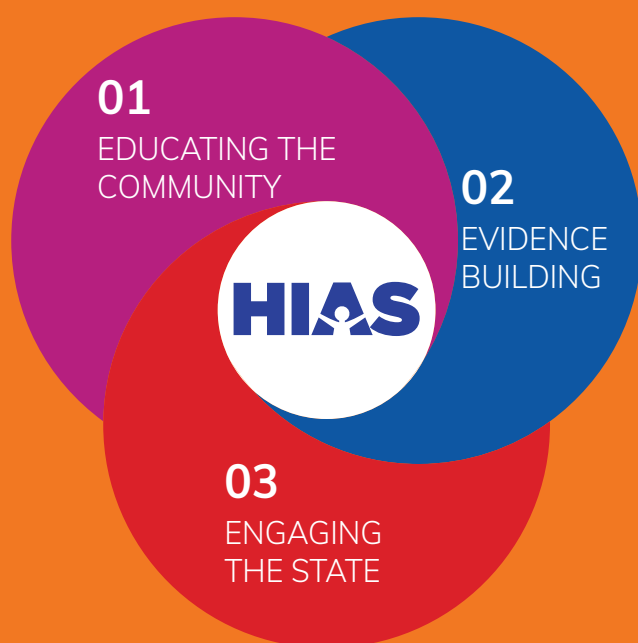 01
EDUCATING THE
COMMUNITY
02
EVIDENCE
BUILDING
HIAS
03
ENGAGING
THE STATE